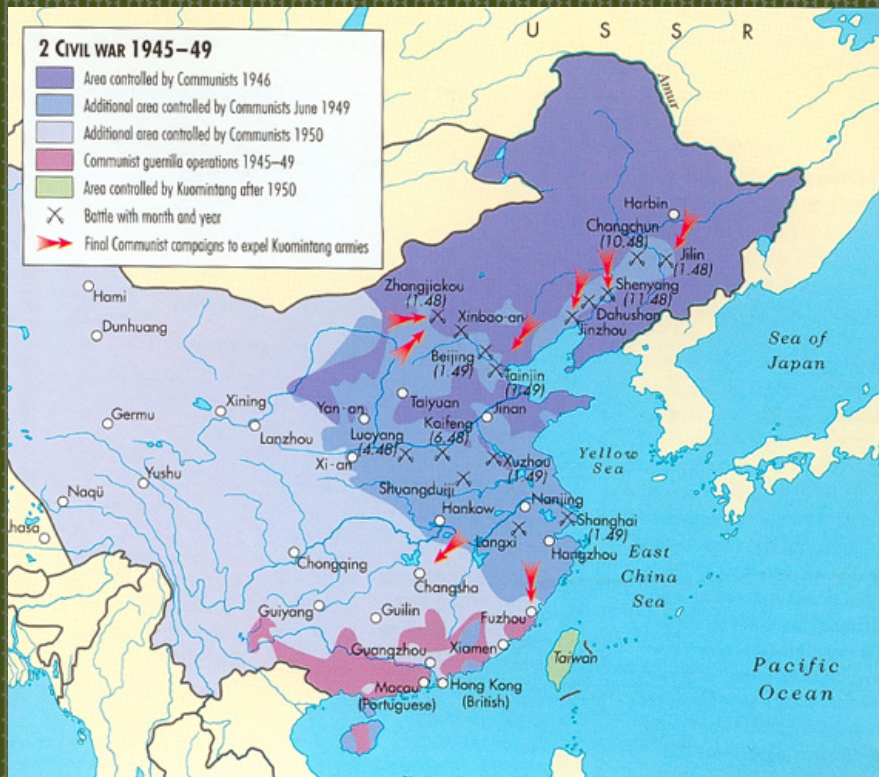 2 CIVIL WAR 1945–49
Area controlled by Communists 1946
Additional area controlled by Communists June 1949
Additional area controlled by Communists 1950
Communist guerrilla operations 1945–49
Area controlled by Kuomintang after 1950
Battle with month and year
Final Communist campaigns to expel Kuomintang armies
U S S R
Amur
Harbin
Changchun
(10.48)
Jilin
(1.48)
Shenyang
(11.48)
Dahushan
Jinzhou
Zhangjiakou
(1.48)
Xinbao-an
Beijing
(1.49)
Tainjin
(1.49)
Hami
Dunhuang
Sea of
Japan
Taiyuan
Jinan
Xining
Yan-an
Kaifeng
(6.48)
Germu
Lanzhou
Luoyang
(4.48)
Xi-an
Xuzhou
(1.49)
Yellow
Sea
Yushu
Naqü
Shuangduiji
Nanjing
Hankow
Shanghai
(1.49)
hasa
Langxi
Hangzhou
East
China
Sea
Chongqing
Changsha
Guiyang
Guilin
Fuzhou
Guangzhou
Xiamen
Taiwan
Macau
(Portuguese)
Hong Kong
(British)
Pacific
Ocean